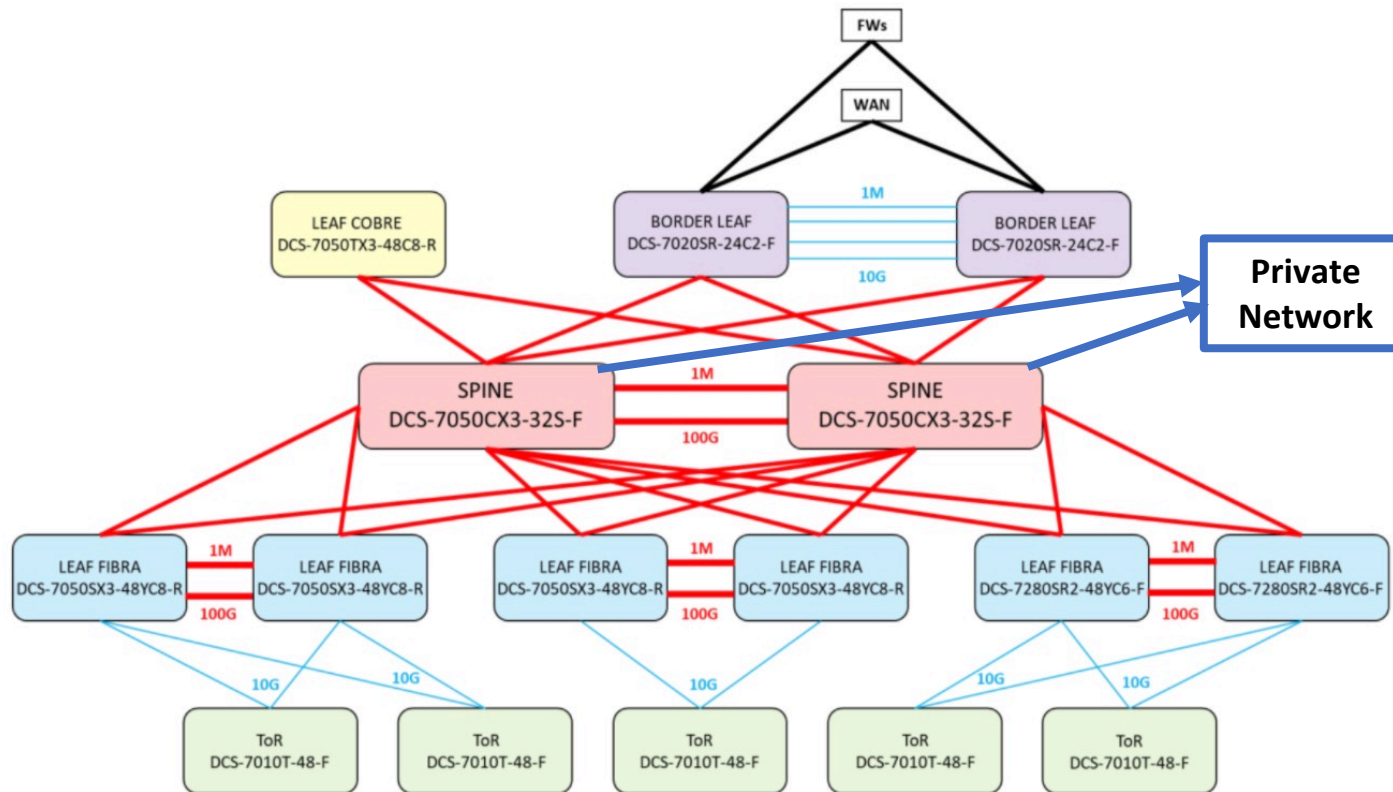 FWs
WAN
LEAF COBRE
DCS-7050TX3-48C8-R
BORDER LEAF
DCS-7020SR-24C2-F
1M
10G
BORDER LEAF
DCS-7020SR-24C2-F
Private
Network
SPINE
DCS-7050CX3-32S-F
1M
100G
SPINE
DCS-7050CX3-32S-F
LEAF FIBRA
DCS-7050SX3-48YC8-R
1M
100G
LEAF FIBRA
DCS-7050SX3-48YC8-R
LEAF FIBRA
DCS-7050SX3-48YC8-R
1M
100G
LEAF FIBRA
DCS-7050SX3-48YC8-R
LEAF FIBRA
DCS-7280SR2-48YC6-F
1M
100G
LEAF FIBRA
DCS-7280SR2-48YC6-F
10G
10G
10G
10G
10G
ToR
DCS-7010T-48-F
ToR
DCS-7010T-48-F
ToR
DCS-7010T-48-F
ToR
DCS-7010T-48-F
ToR
DCS-7010T-48-F